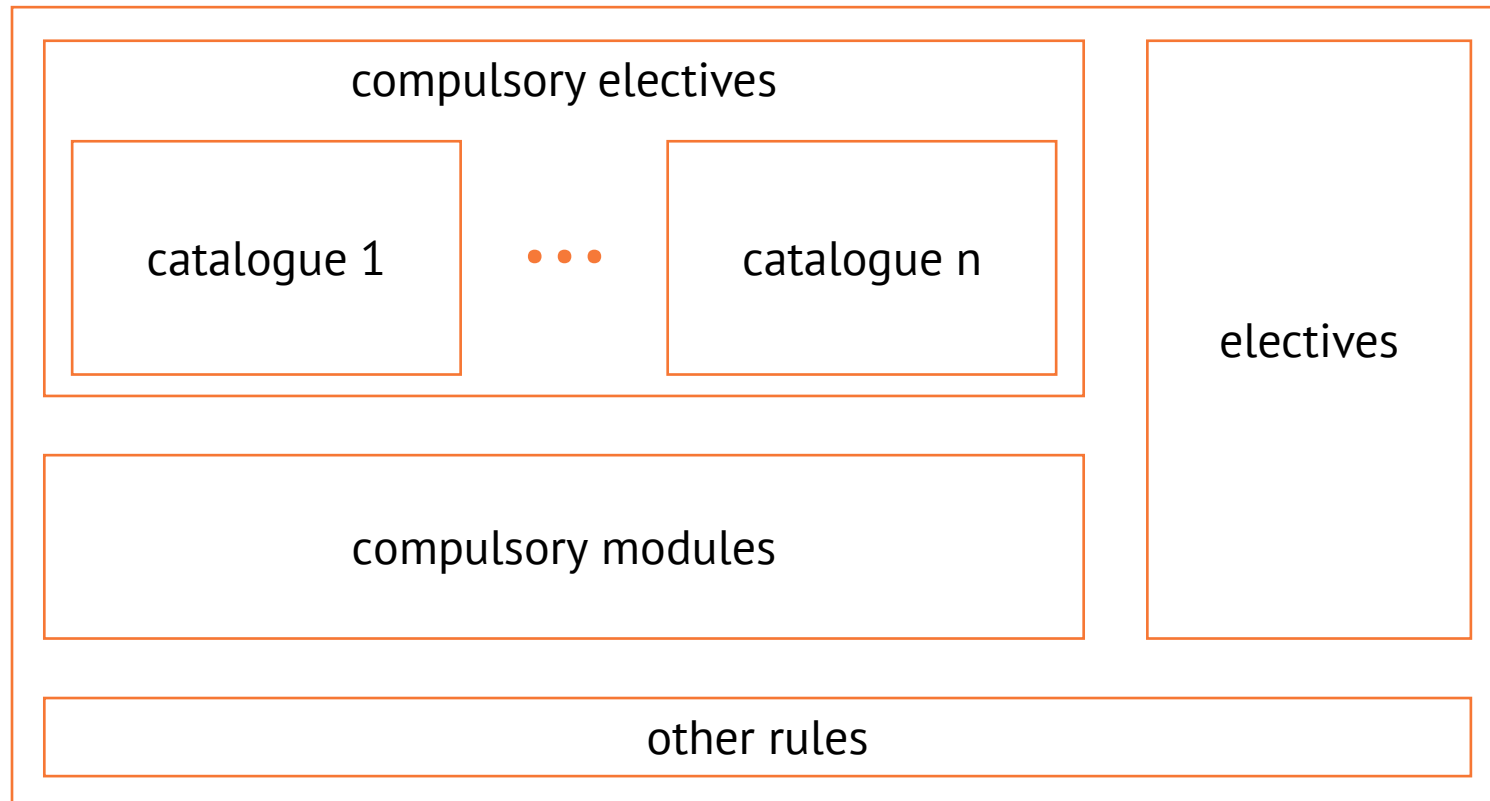 compulsory electives
catalogue 1
...
catalogue n
electives
compulsory modules
other rules